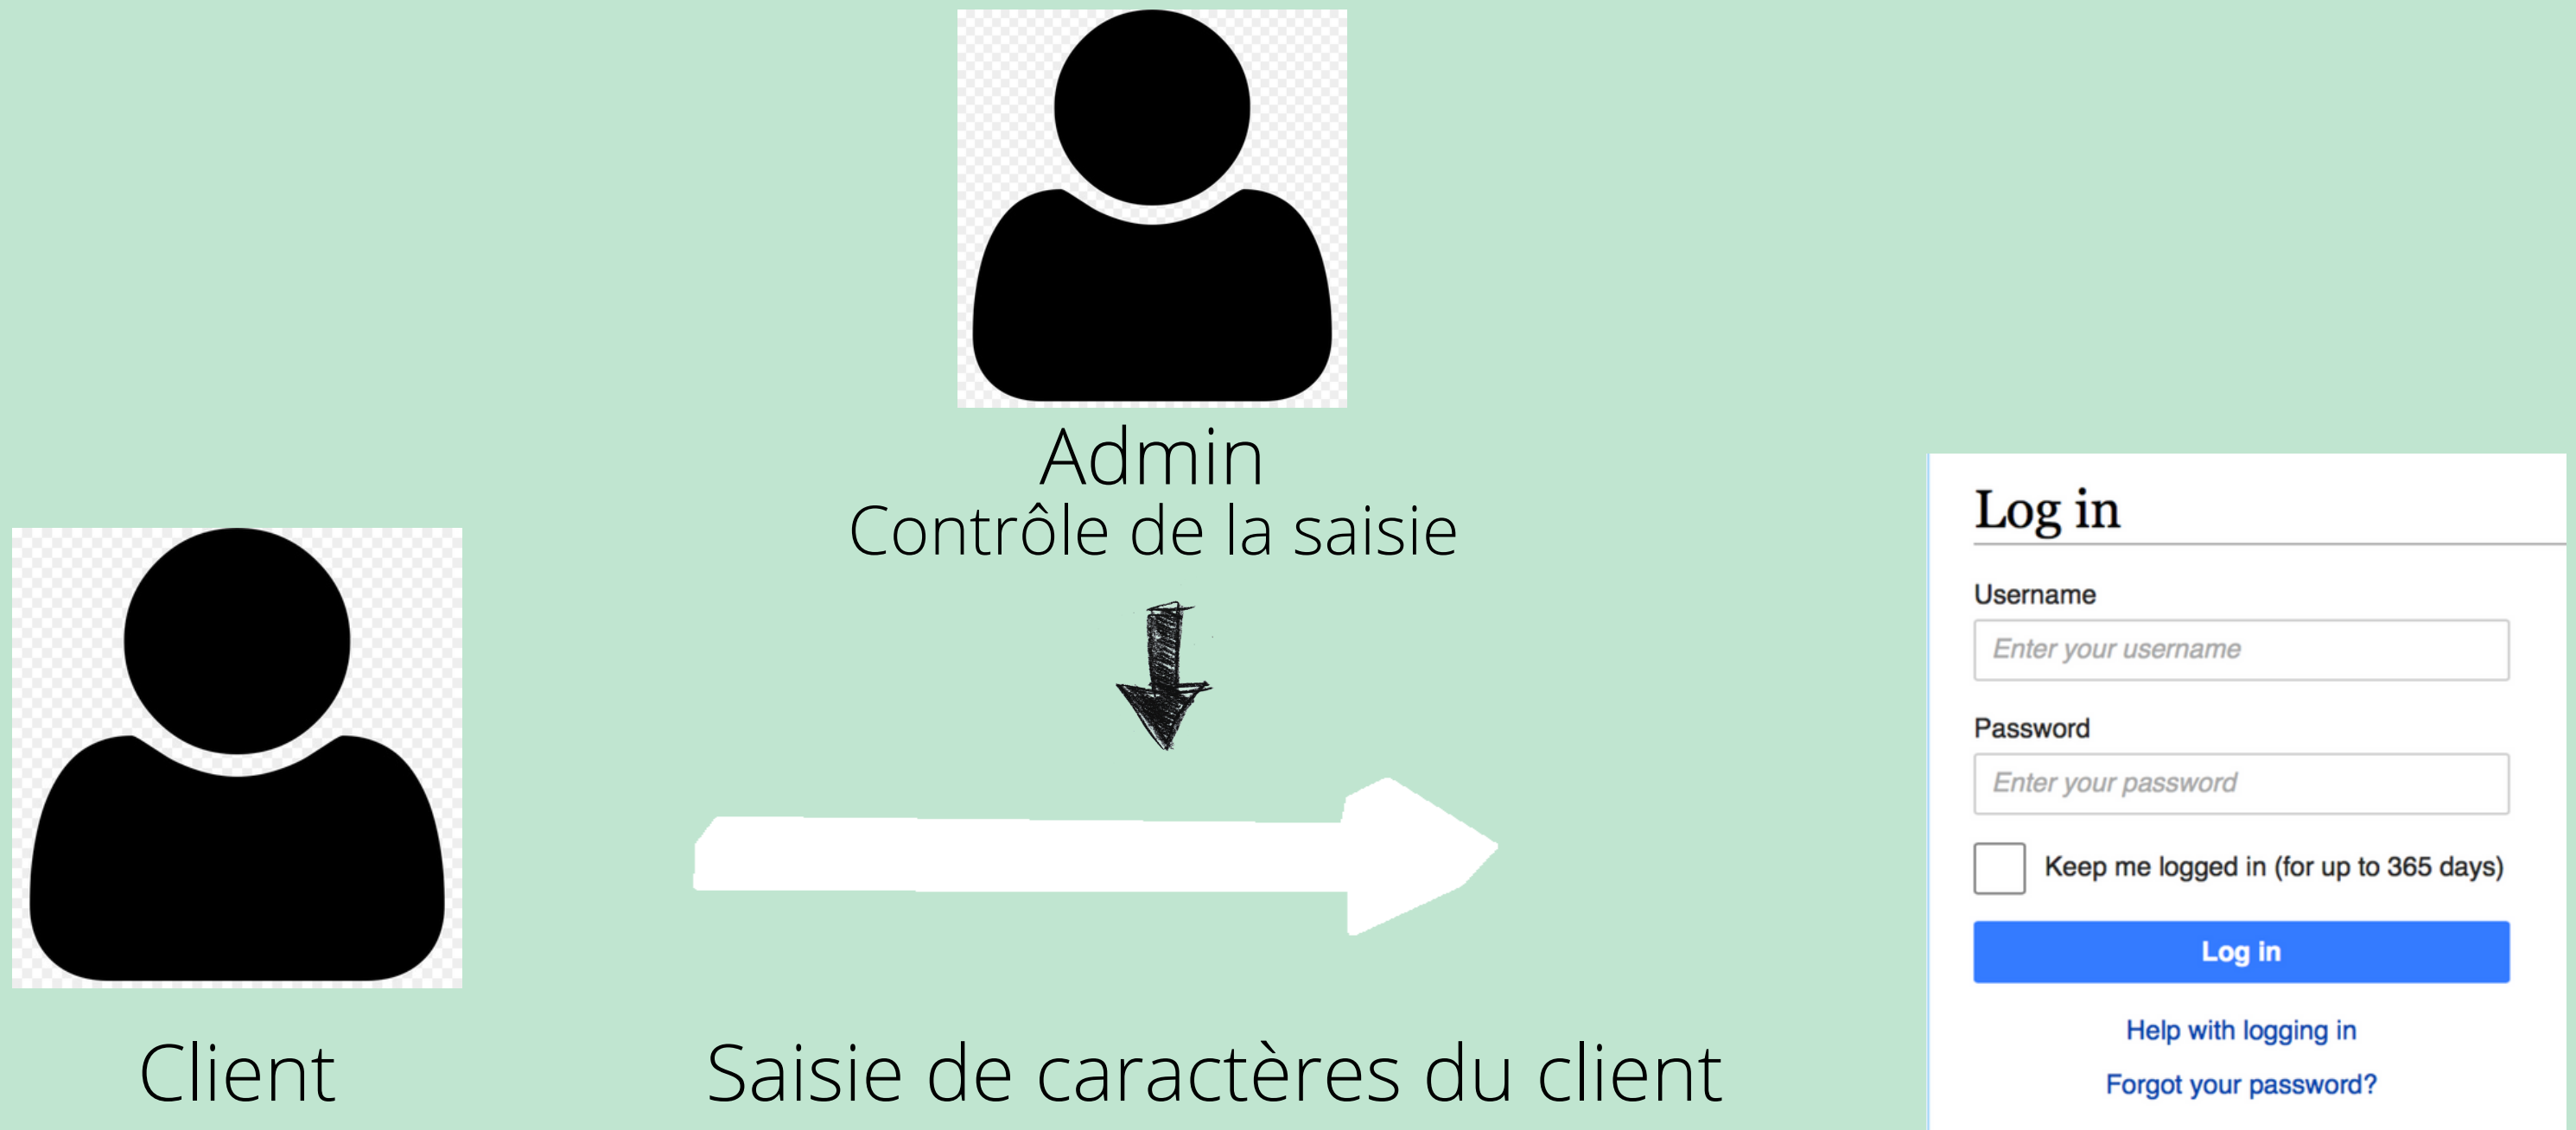 Admin
Contrôle de la saisie
Client
Saisie de caractères du client
Log in
Username
Enter your username
Password
Enter your password
Keep me logged in (for up to 365 days)
Log in
Help with logging in
Forgot your password?